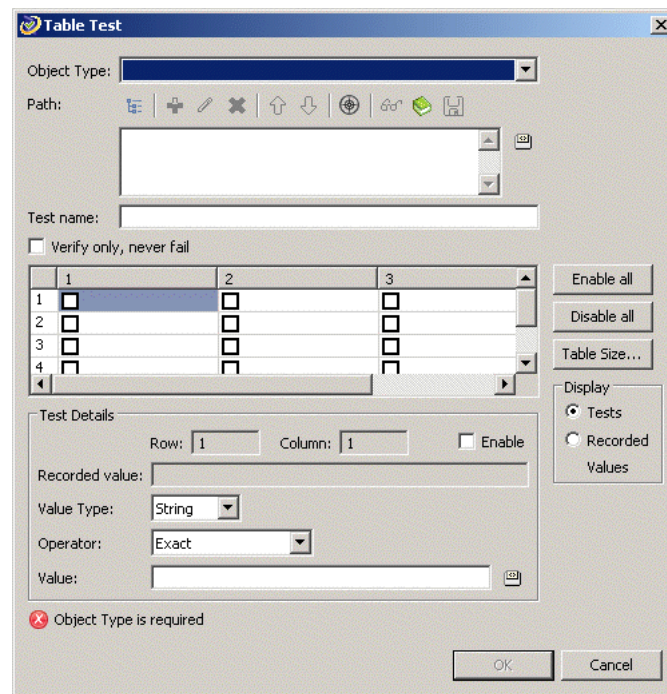 Table Test
Object Type:
Path:
Test name:
Verify only, never fail
1 2 3
1
2
3
4
Enable all
Disable all
Table Size...
Display
Tests
Recorded
Values
Test Details
Row: 1 Column: 1 Enable
Recorded value:
Value Type: String
Operator: Exact
Value:
Object Type is required
OK Cancel